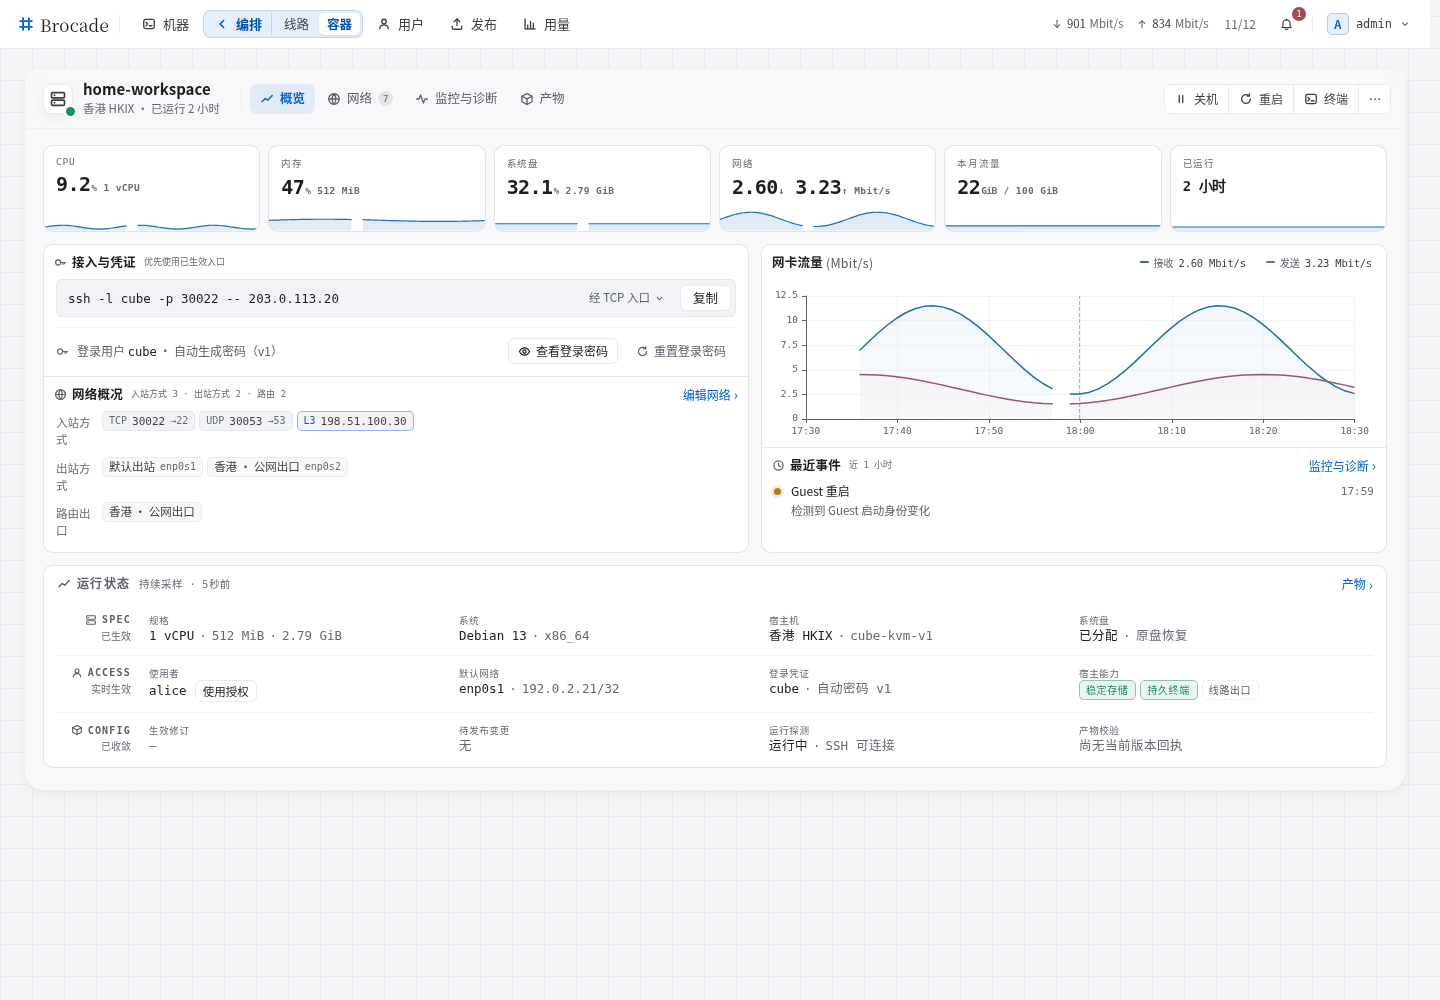 Brocade
机器
编排
线路
容器
用户
发布
用量
↓ 901 Mbit/s
↑ 834 Mbit/s
11/12
1
A
admin
home-workspace
香港 HKIX · 已运行 2 小时
概览
网络 7
监控与诊断
产物
关机
重启
终端
···
CPU
9.2% 1 vCPU
内存
47% 512 MiB
系统盘
32.1% 2.79 GiB
网络
2.60↓ 3.23↑ Mbit/s
本月流量
22GiB / 100 GiB
已运行
2 小时
接入与凭证 优先使用已生效入口
ssh -l cube -p 30022 -- 203.0.113.20
经 TCP 入口
复制
登录用户 cube · 自动生成密码（v1）
查看登录密码
重置登录密码
网络概况 入站方式 3 · 出站方式 2 · 路由 2
编辑网络 ›
入站方式
TCP 30022 →22
UDP 30053 →53
L3 198.51.100.30
出站方式
默认出站 enp0s1
香港 · 公网出口 enp0s2
路由出口
香港 · 公网出口
网卡流量 (Mbit/s)
接收 2.60 Mbit/s
发送 3.23 Mbit/s
12.5
10
7.5
5
2.5
0
17:30 17:40 17:50 18:00 18:10 18:20 18:30
最近事件 近 1 小时
监控与诊断 ›
Guest 重启
17:59
检测到 Guest 启动身份变化
运行状态 持续采样 · 5秒前
产物 ›
SPEC
已生效
规格
1 vCPU · 512 MiB · 2.79 GiB
系统
Debian 13 · x86_64
宿主机
香港 HKIX · cube-kvm-v1
系统盘
已分配 · 原盘恢复
ACCESS
实时生效
使用者
alice 使用授权
默认网络
enp0s1 · 192.0.2.21/32
登录凭证
cube · 自动密码 v1
宿主能力
稳定存储 持久终端 线路出口
CONFIG
已收敛
生效修订
—
待发布变更
无
运行探测
运行中 · SSH 可连接
产物校验
尚无当前版本回执